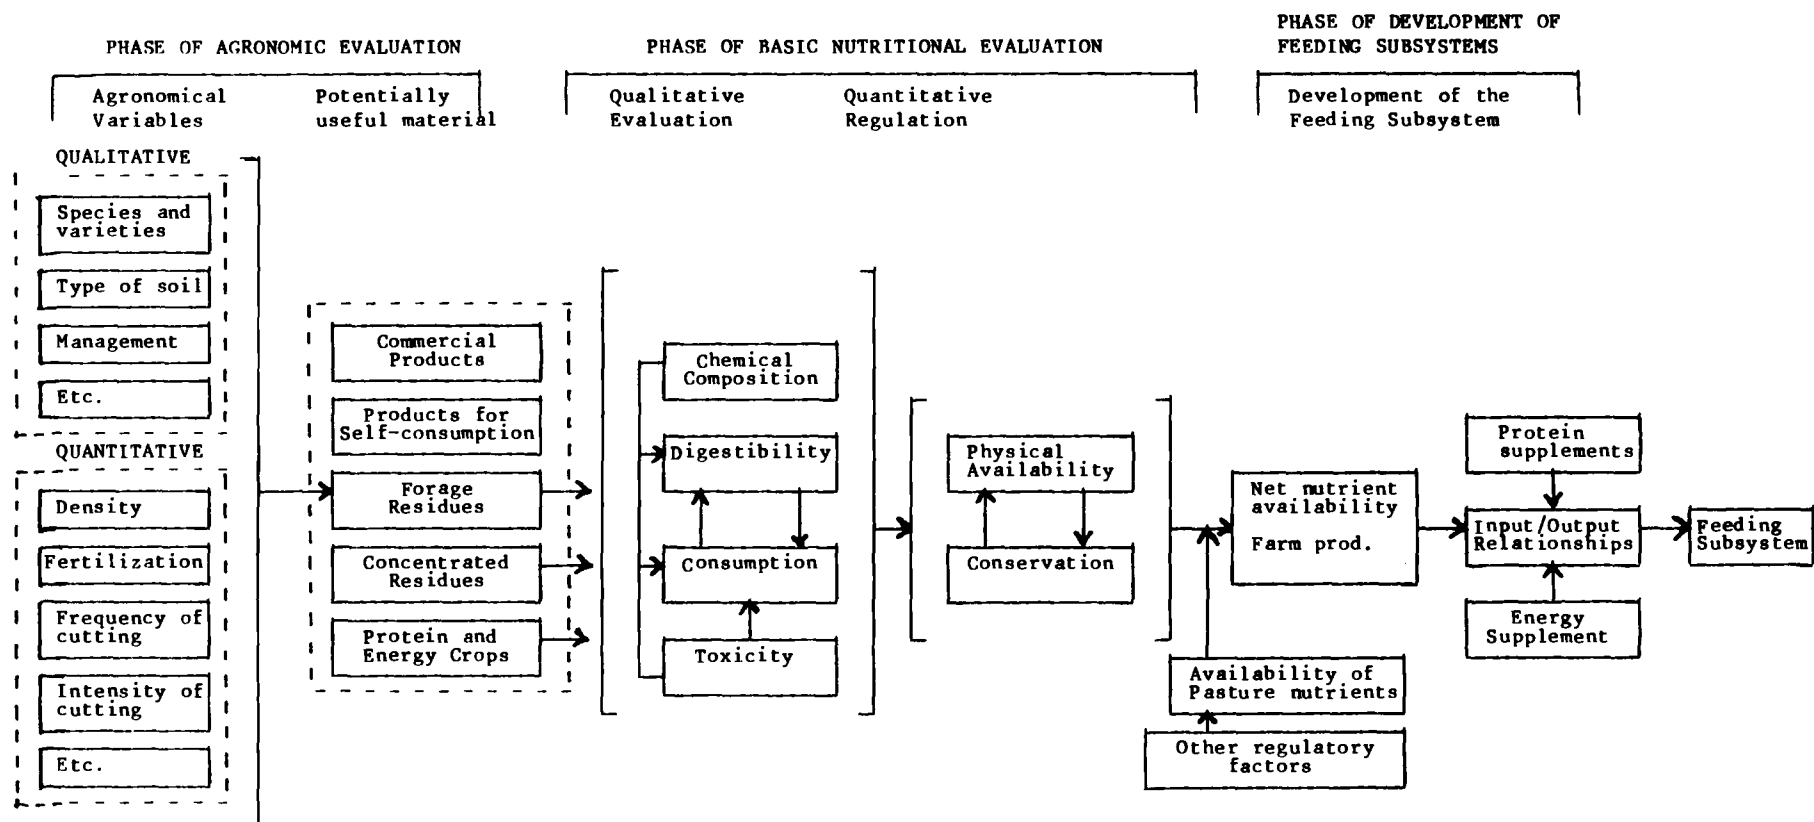 PHASE OF AGRONOMIC EVALUATION
PHASE OF BASIC NUTRITIONAL EVALUATION
PHASE OF DEVELOPMENT OF
FEEDING SUBSYSTEMS
Agronomical
Variables
Potentially
useful material
Qualitative
Evaluation
Quantitative
Regulation
Development of the
Feeding Subsystem
QUALITATIVE
Species and
varieties
Type of soil
Management
Etc.
QUANTITATIVE
Density
Fertilization
Frequency of
cutting
Intensity of
cutting
Etc.
Commercial
Products
Products for
Self-consumption
Forage
Residues
Concentrated
Residues
Protein and
Energy Crops
Chemical
Composition
Digestibility
Consumption
Toxicity
Physical
Availability
Conservation
Net nutrient
availability
Farm prod.
Availability of
Pasture nutrients
Other regulatory
factors
Protein
supplements
Input/Output
Relationships
Energy
Supplement
Feeding
Subsystem